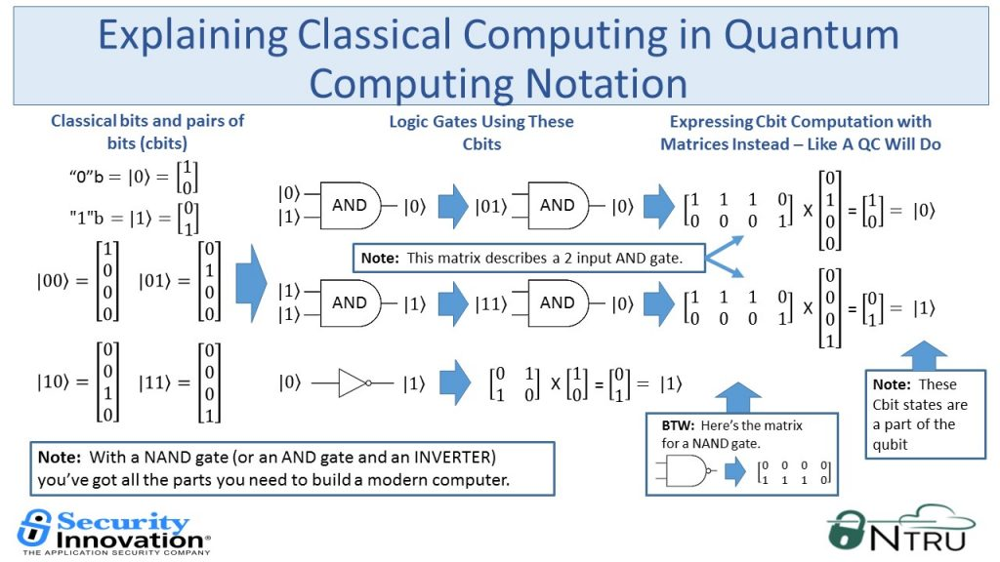 Explaining Classical Computing in Quantum
Computing Notation
Classical bits and pairs of
bits (cbits)
“0”b = |0⟩ = [1
0]
"1"b = |1⟩ = [0
1]
|00⟩ = [1
0
0
0]
|01⟩ = [0
1
0
0]
|10⟩ = [0
0
1
0]
|11⟩ = [0
0
0
1]
Logic Gates Using These
Cbits
|0⟩
|1⟩
AND
|0⟩
|01⟩
AND
|0⟩
|1⟩
|1⟩
AND
|1⟩
|11⟩
AND
|0⟩
|0⟩
|1⟩
[0 1
1 0] X [1
0] = [0
1] = |1⟩
Expressing Cbit Computation with
Matrices Instead – Like A QC Will Do
[1 1 1 0
0 0 0 1] X [0
1
0
0] = [1
0] = |0⟩
Note: This matrix describes a 2 input AND gate.
[1 1 1 0
0 0 0 1] X [0
0
0
1] = [0
1] = |1⟩
Note: These
Cbit states are
a part of the
qubit
BTW: Here’s the matrix
for a NAND gate.
[0 0 0 0
1 1 1 0]
Note: With a NAND gate (or an AND gate and an INVERTER)
you’ve got all the parts you need to build a modern computer.
Security
Innovation®
THE APPLICATION SECURITY COMPANY
NTRU